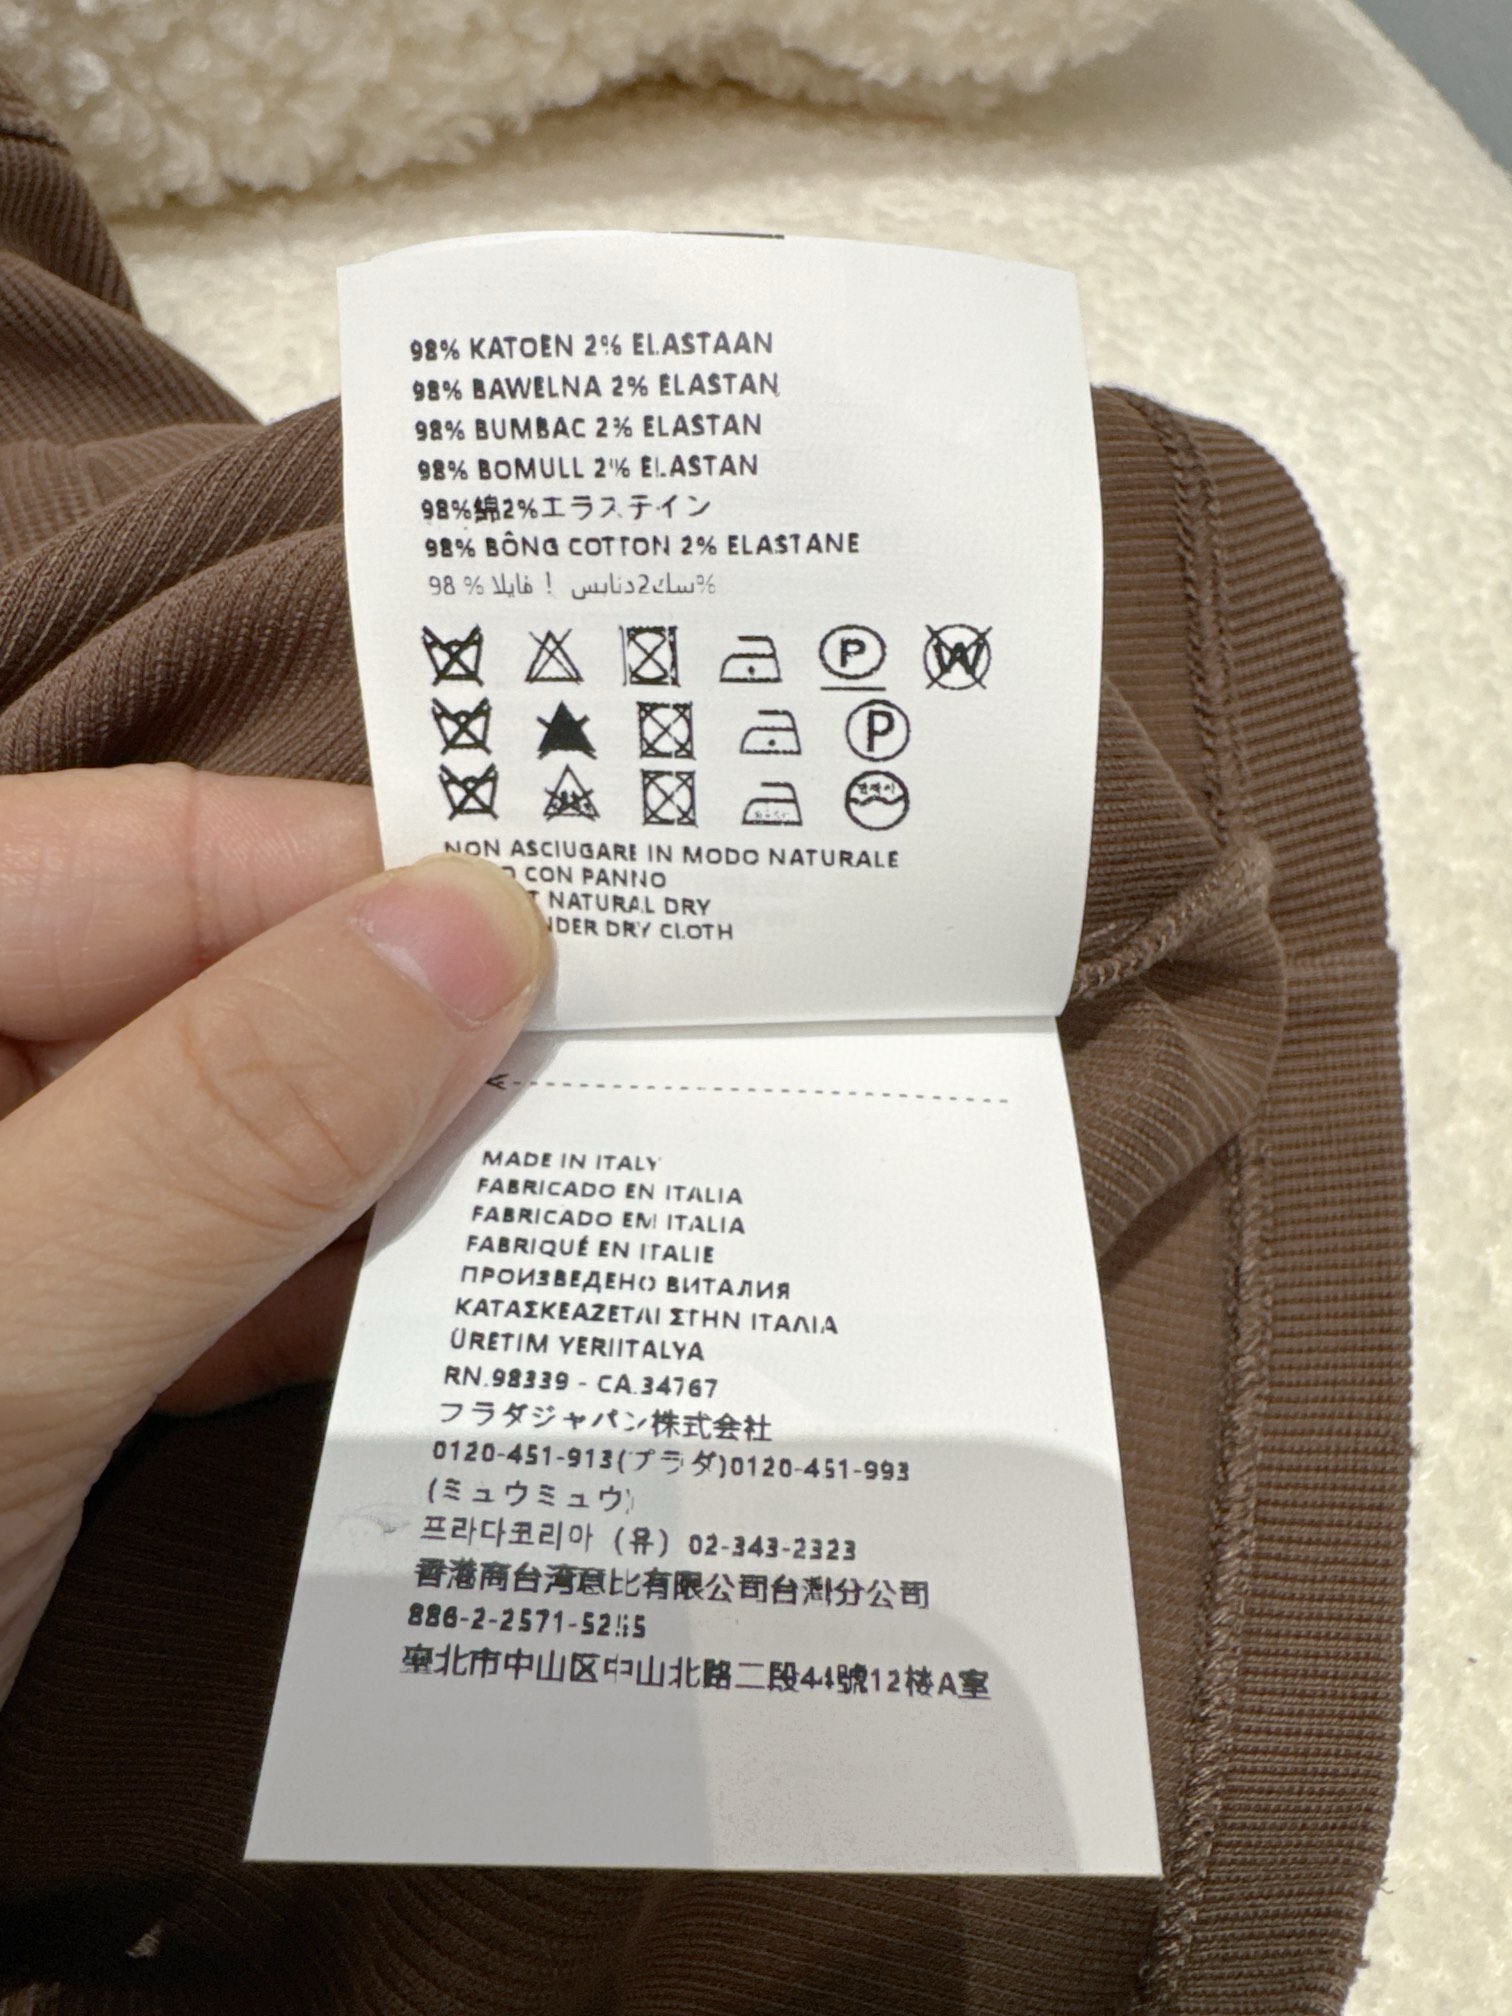 98% KATOEN 2% ELASTAAN
98% BAWELNA 2% ELASTAN
98% BUMBAC 2% ELASTAN
98% BOMULL 2% ELASTAN
98%綿2%エラステイン
98% BÔNG COTTON 2% ELASTANE
98 %
P W
P
NON ASCIUGARE IN MODO NATURALE
CON PANNO
NATURAL DRY
DRY CLOTH
MADE IN ITALY
FABRICADO EN ITALIA
FABRICADO EM ITALIA
FABRIQUÉ EN ITALIE
ПРОИЗВЕДЕНО ВИТАЛИЯ
ΚΑΤΑΣΚΕΑΖΕΤΑΙ ΣΤΗΝ ΙΤΑΛΙΑ
ÜRETIM YERIITALYA
RN.98339 - CA.34767
フラダジャパン株式会社
0120-451-913(プラダ)0120-451-993
(ミュウミュウ)
프라다코리아 (유) 02-343-2323
香港商台湾意比有限公司台灣分公司
886-2-2571-
北市中山区中山北路二段44號12楼A室